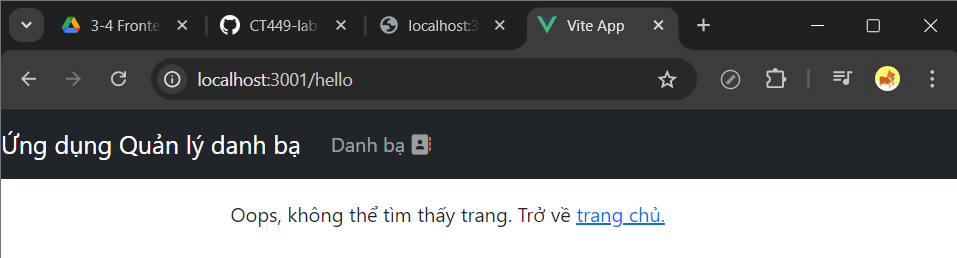 3-4 Fronte
CT449-lab
localhost:3
Vite App
localhost:3001/hello
Ứng dụng Quản lý danh bạ
Danh bạ
Oops, không thể tìm thấy trang. Trở về trang chủ.